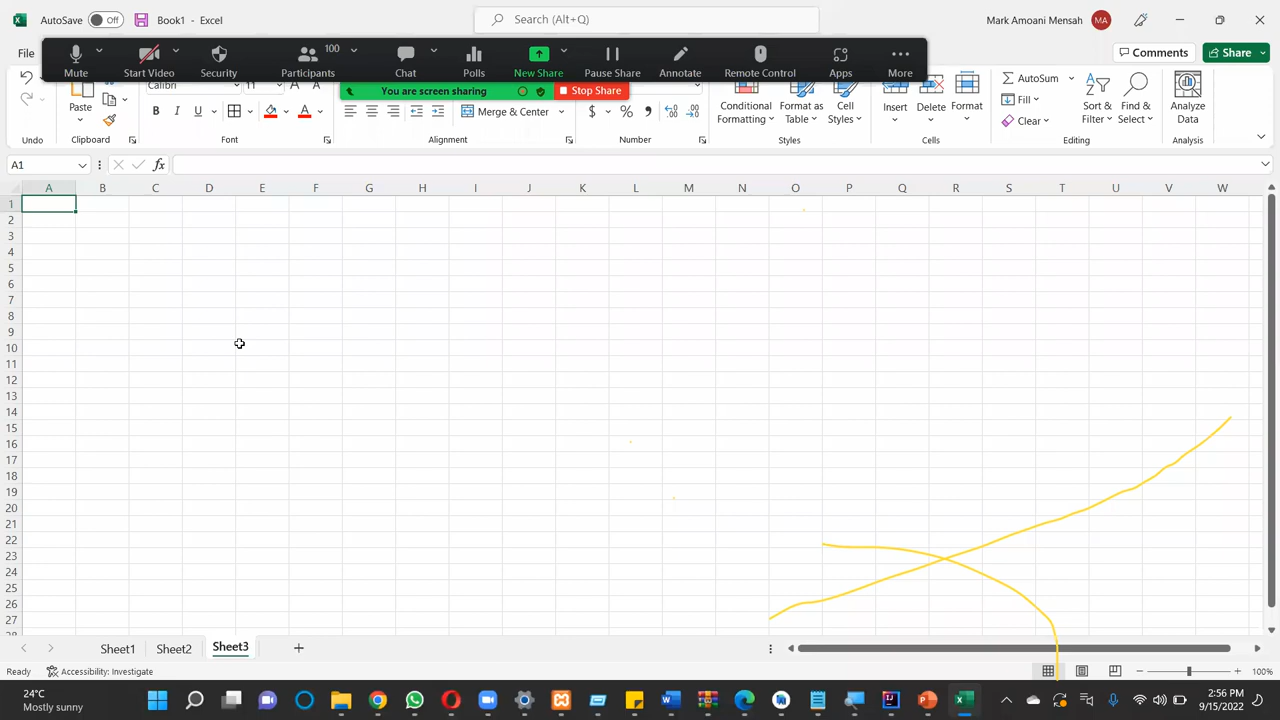 AutoSave Off Book1 - Excel Search (Alt+Q) Mark Amoani Mensah MA
File Mute Start Video Security Participants 100 Chat Polls New Share Pause Share Annotate Remote Control Apps More Comments Share
You are screen sharing Stop Share
Calibri 11 A A
Paste B I U A Merge & Center $ % , Conditional Formatting Format as Table Cell Styles Insert Delete Format AutoSum Fill Clear Sort & Filter Find & Select Analyze Data
Undo Clipboard Font Alignment Number Styles Cells Editing Analysis
A1 fx
A B C D E F G H I J K L M N O P Q R S T U V W
1
2
3
4
5
6
7
8
9
10
11
12
13
14
15
16
17
18
19
20
21
22
23
24
25
26
27
Sheet1 Sheet2 Sheet3 +
Ready Accessibility: Investigate 100%
24°C 2:56 PM
Mostly sunny 9/15/2022